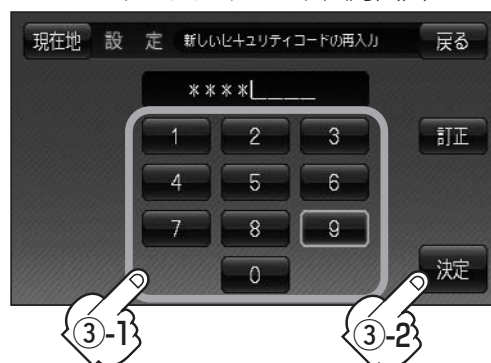 現在地 設 定 新しいセキュリティコードの再入力 戻る
****____
1 2 3 訂正
4 5 6
7 8 9
0 決定
③-1 ③-2